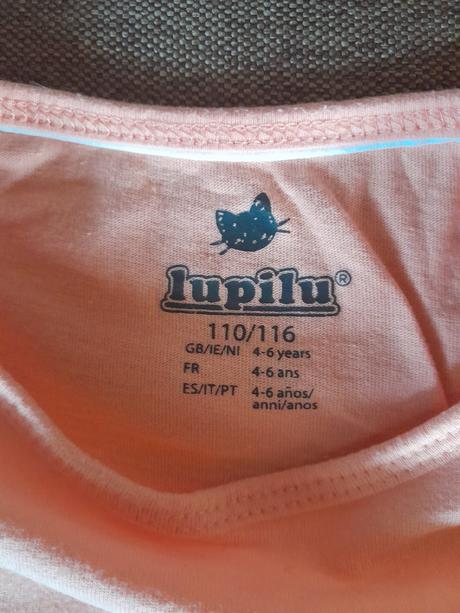 lupilu®
110/116
GB/IE/NI 4-6 years
FR 4-6 ans
ES/IT/PT 4-6 años/
anni/anos